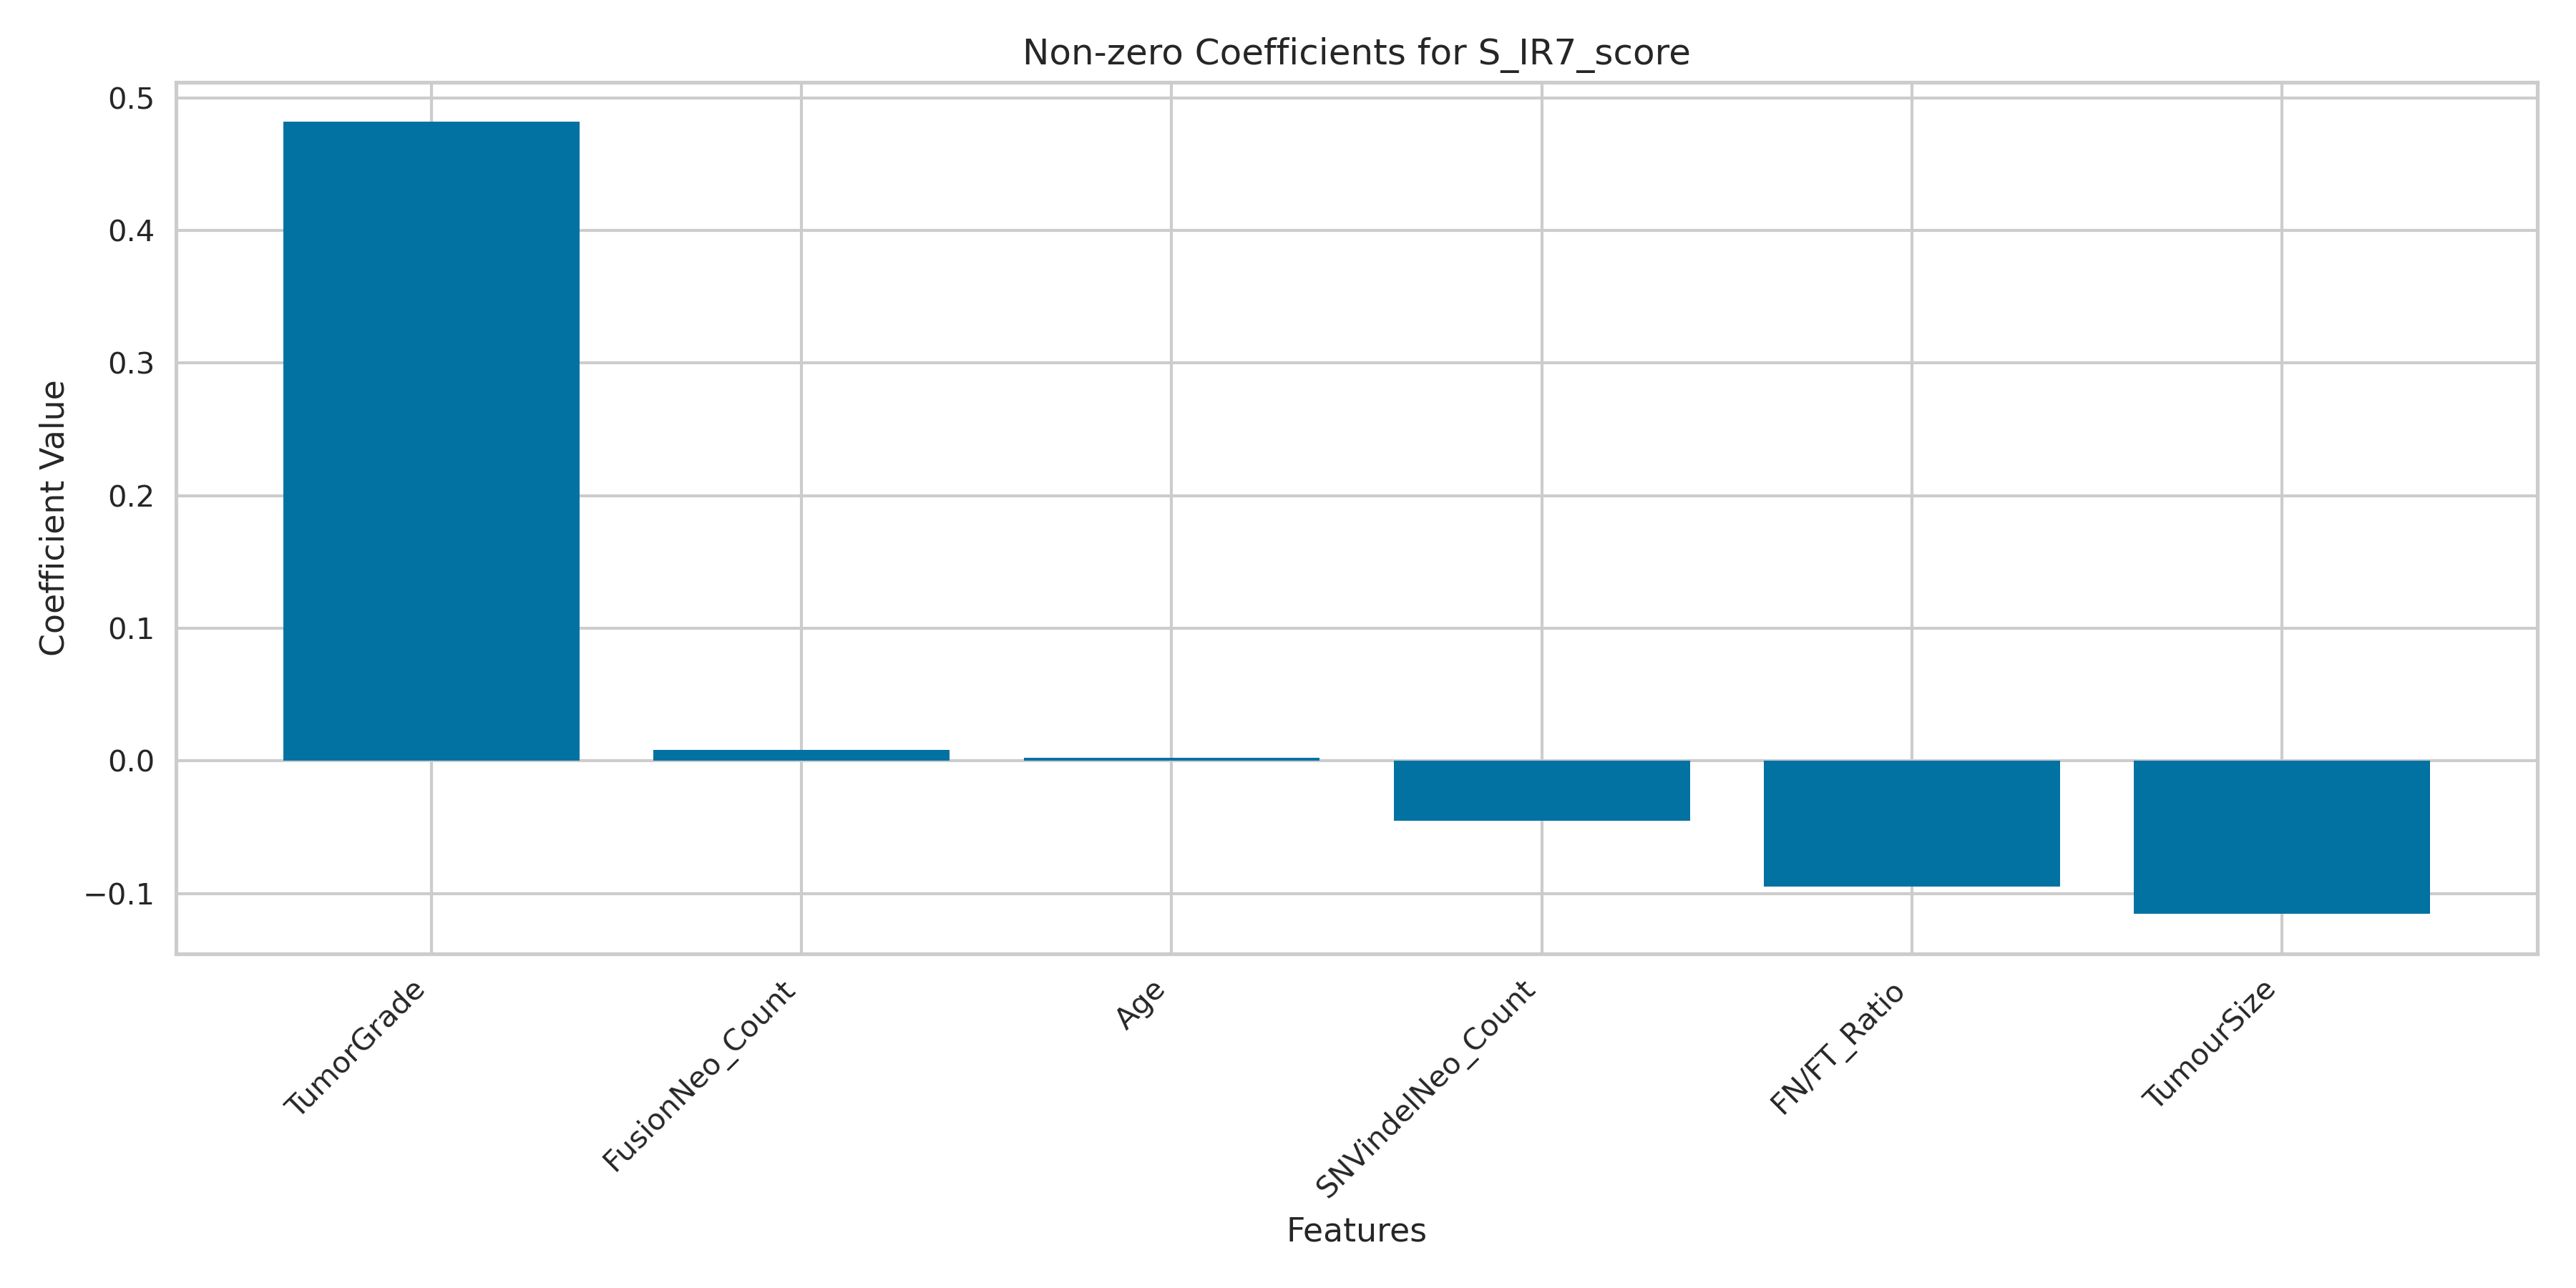 Non-zero Coefficients for S_IR7_score
Coefficient Value
0.5
0.4
0.3
0.2
0.1
0.0
−0.1
TumorGrade
FusionNeo_Count
Age
SNVindelNeo_Count
FN/FT_Ratio
TumourSize
Features